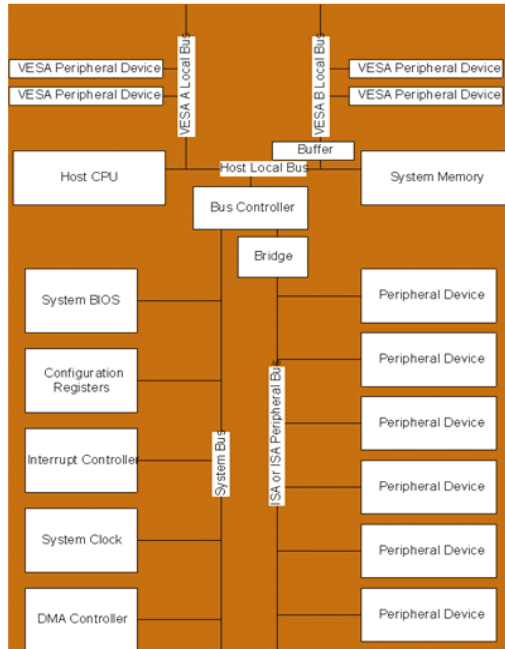 VESA Peripheral Device
VESA Peripheral Device
VESA A Local Bus
VESA B Local Bus
VESA Peripheral Device
VESA Peripheral Device
Buffer
Host Local Bus
Host CPU
System Memory
Bus Controller
Bridge
System BIOS
Configuration
Registers
Interrupt Controller
System Clock
DMA Controller
System Bus
ISA or ISA Peripheral Bus
Peripheral Device
Peripheral Device
Peripheral Device
Peripheral Device
Peripheral Device
Peripheral Device